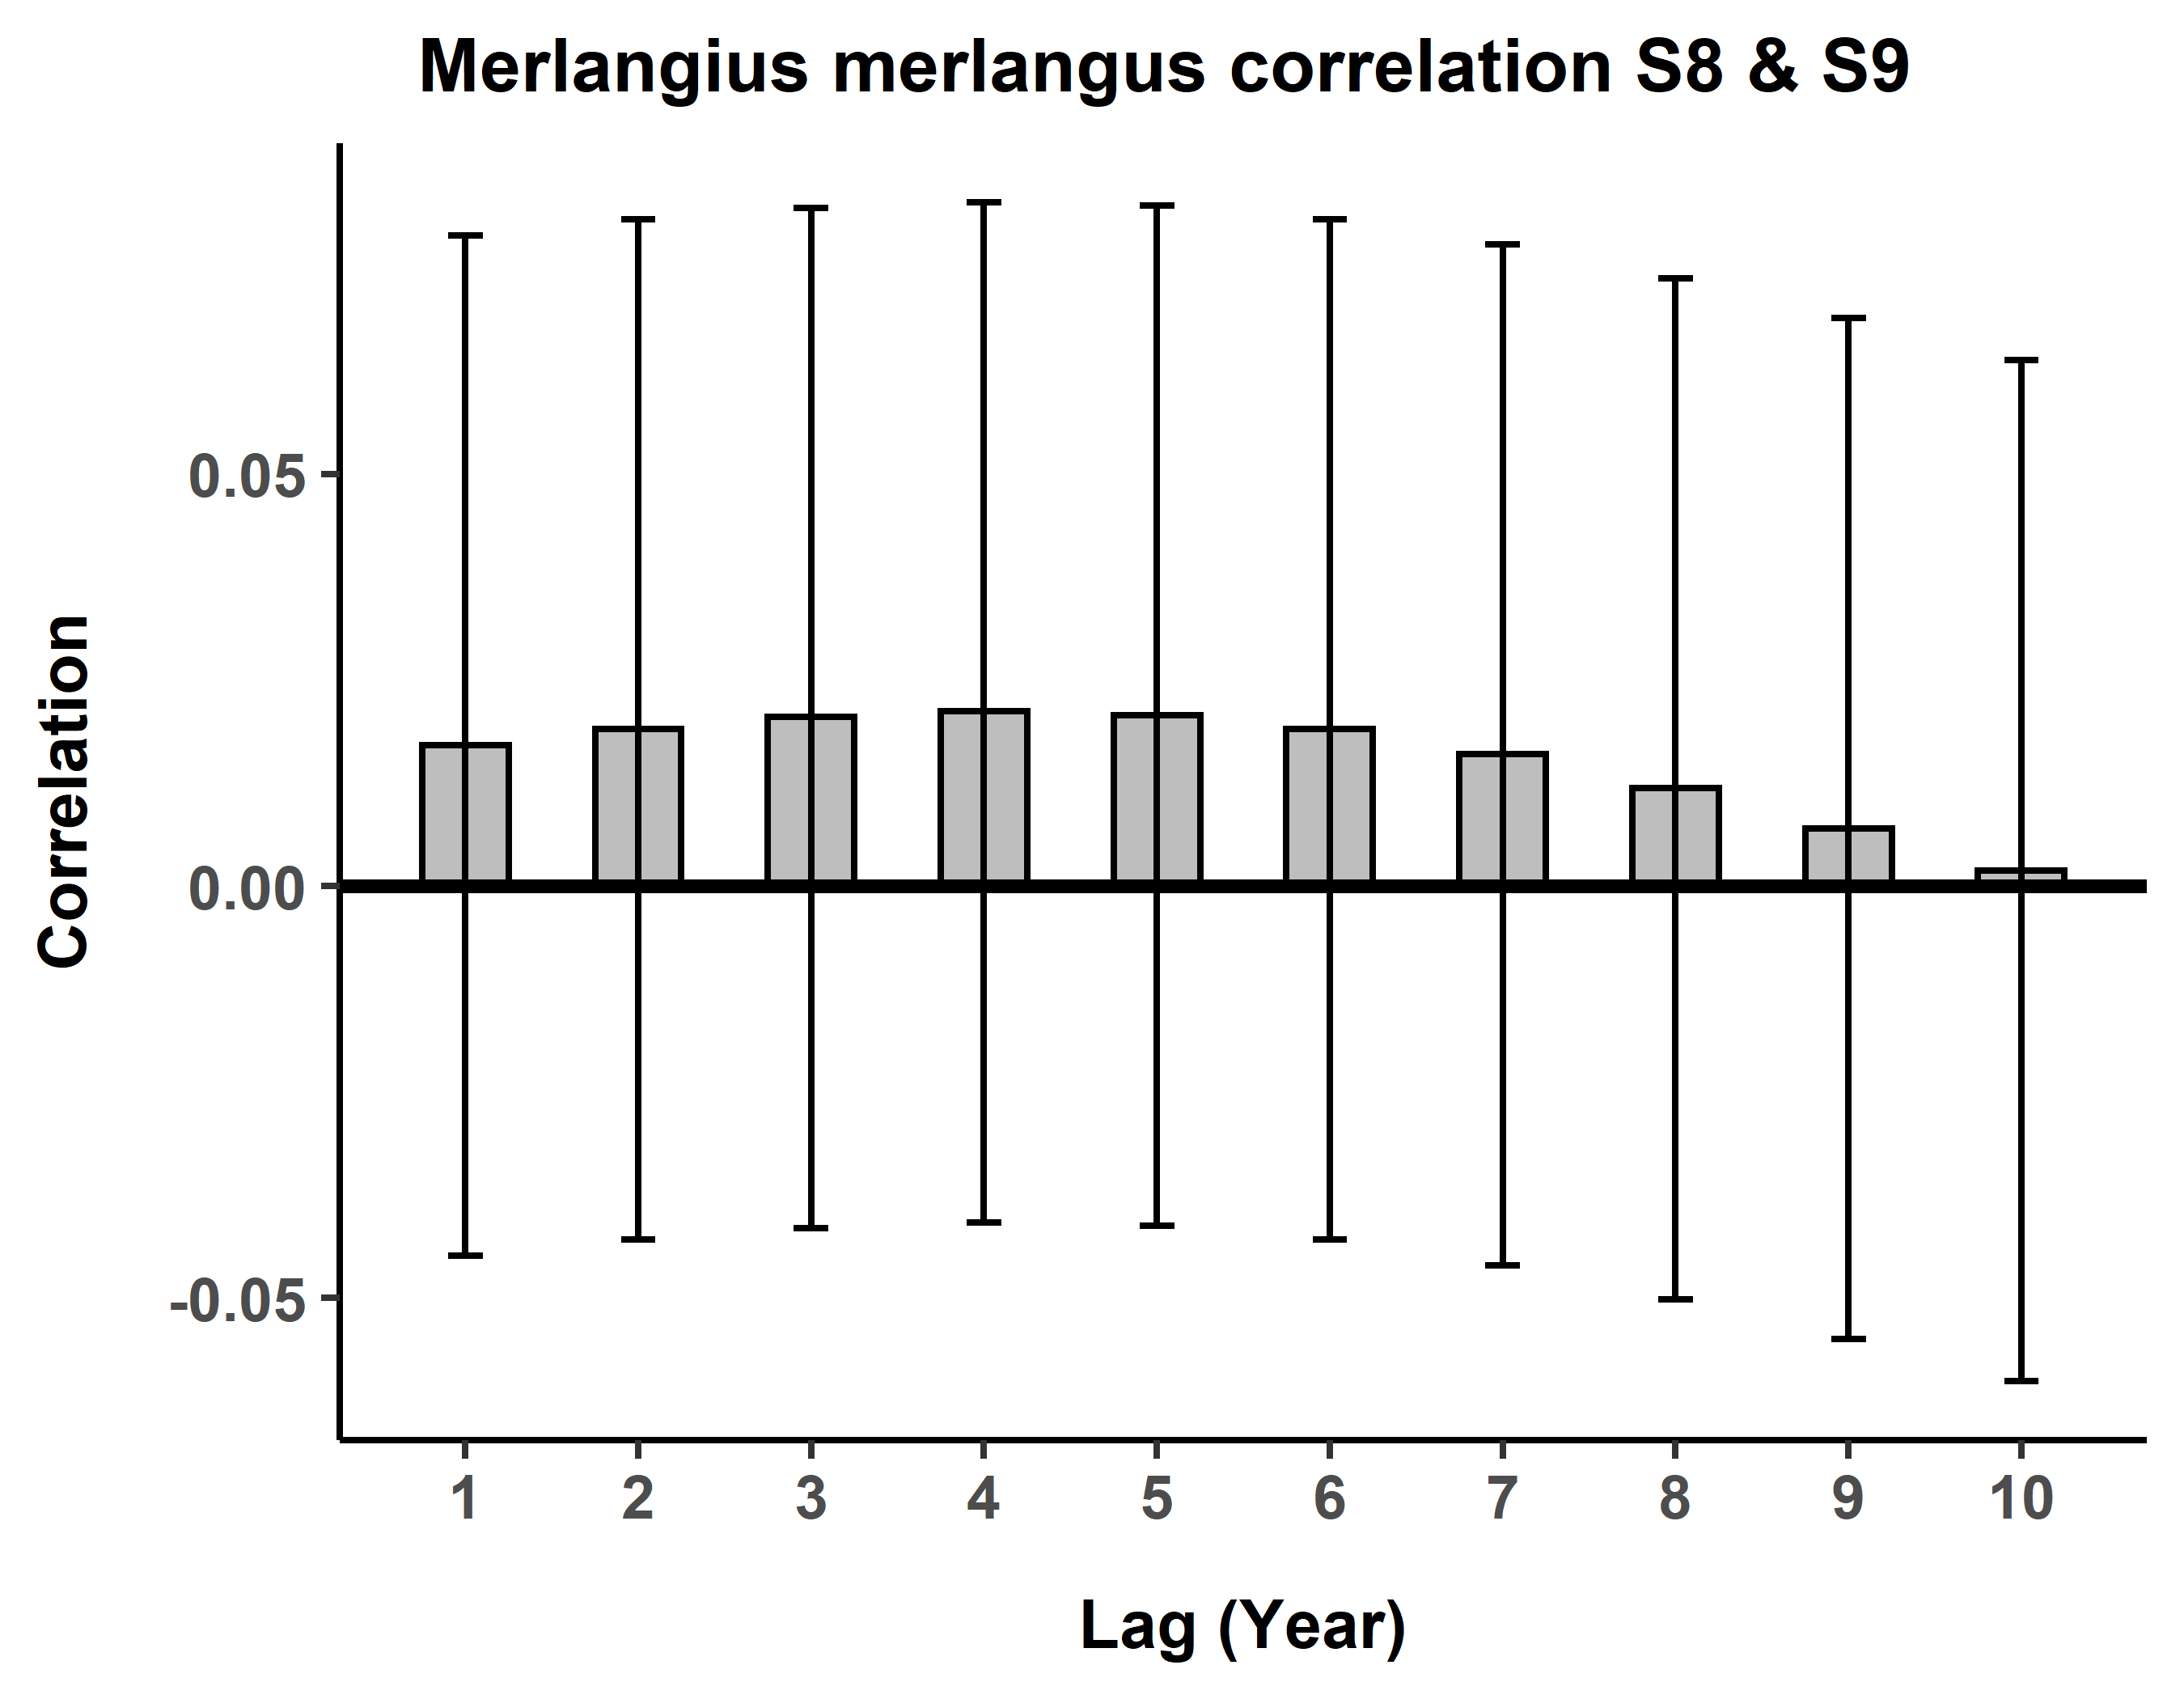 Merlangius merlangus correlation S8 & S9
Correlation
0.05
0.00
-0.05
1 2 3 4 5 6 7 8 9 10
Lag (Year)